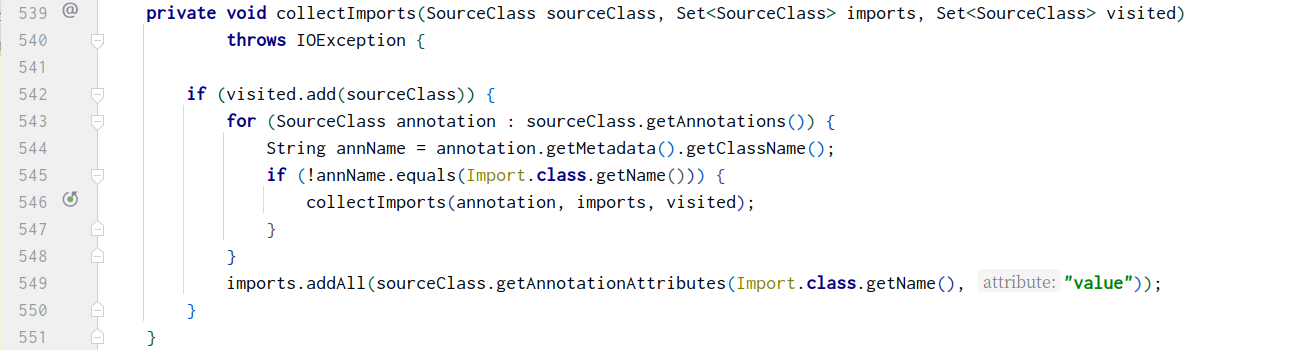 539 @ private void collectImports(SourceClass sourceClass, Set<SourceClass> imports, Set<SourceClass> visited)
540 throws IOException {
541
542 if (visited.add(sourceClass)) {
543 for (SourceClass annotation : sourceClass.getAnnotations()) {
544 String annName = annotation.getMetadata().getClassName();
545 if (!annName.equals(Import.class.getName())) {
546 collectImports(annotation, imports, visited);
547 }
548 }
549 imports.addAll(sourceClass.getAnnotationAttributes(Import.class.getName(), attribute: "value"));
550 }
551 }